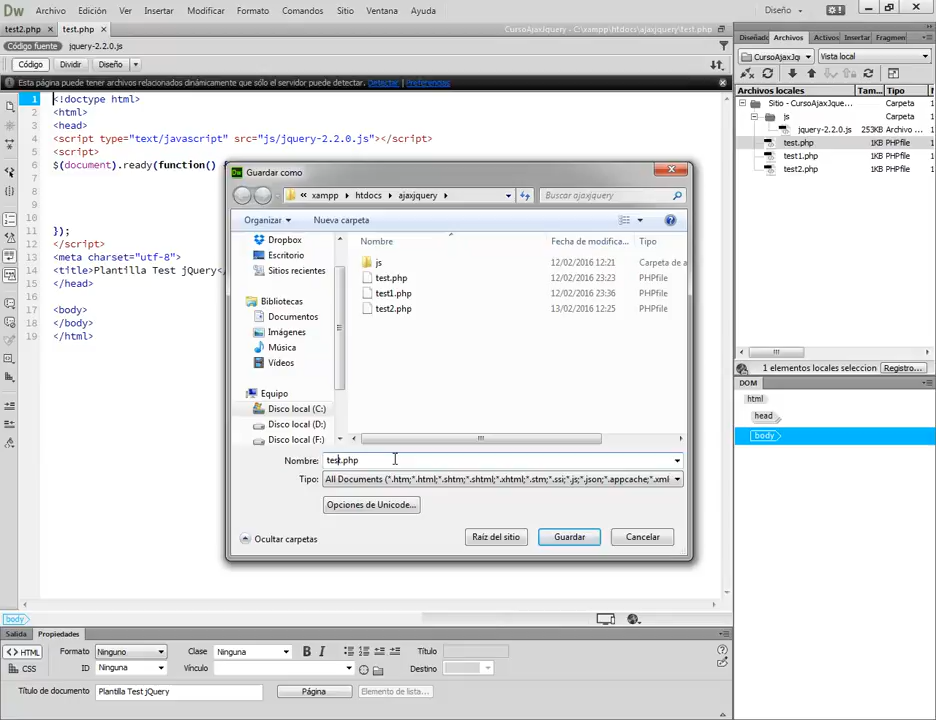 Dw Archivo Edición Ver Insertar Modificar Formato Comandos Sitio Ventana Ayuda Diseño
test2.php test.php CursoAjaxJquery - C:\xampp\htdocs\ajaxjquery\test.php
Código fuente jquery-2.2.0.js
Código Dividir Diseño
Esta página puede tener archivos relacionados dinámicamente que sólo el servidor puede detectar. Detectar | Preferencias
1 <!doctype html>
2 <html>
3 <head>
4 <script type="text/javascript" src="js/jquery-2.2.0.js"></script>
5 <script>
6 $(document).ready(function() {
7
8
9
10
11 });
12 </script>
13 <meta charset="utf-8">
14 <title>Plantilla Test jQuery</
15 </head>
16
17 <body>
18 </body>
19 </html>
Guardar como
« xampp htdocs ajaxjquery Buscar ajaxjquery
Organizar Nueva carpeta
Dropbox
Escritorio
Sitios recientes
Bibliotecas
Documentos
Imágenes
Música
Vídeos
Equipo
Disco local (C:)
Disco local (D:)
Disco local (F:)
Nombre Fecha de modifica... Tipo
js 12/02/2016 12:21 Carpeta de a
test.php 12/02/2016 23:23 PHPfile
test1.php 12/02/2016 23:36 PHPfile
test2.php 13/02/2016 12:25 PHPfile
Nombre: test.php
Tipo: All Documents (*.htm;*.html;*.shtm;*.shtml;*.xhtml;*.stm;*.ssi;*.js;*.json;*.appcache;*.xml
Opciones de Unicode...
Ocultar carpetas Raíz del sitio Guardar Cancelar
Diseñado Archivos Activos Insertar Fragmen
CursoAjaxJq Vista local
Archivos locales Tam... Tipo
Sitio - CursoAjaxJque... Carpeta
js Carpeta
jquery-2.2.0.js 253KB Archivo ...
test.php 1KB PHPfile
test1.php 1KB PHPfile
test2.php 1KB PHPfile
1 elementos locales seleccion Registro...
DOM
html
head
body
body
Salida Propiedades
HTML Formato Ninguno Clase Ninguna B I Título
CSS ID Ninguna Vínculo Destino
Título de documento Plantilla Test jQuery Página Elemento de lista...